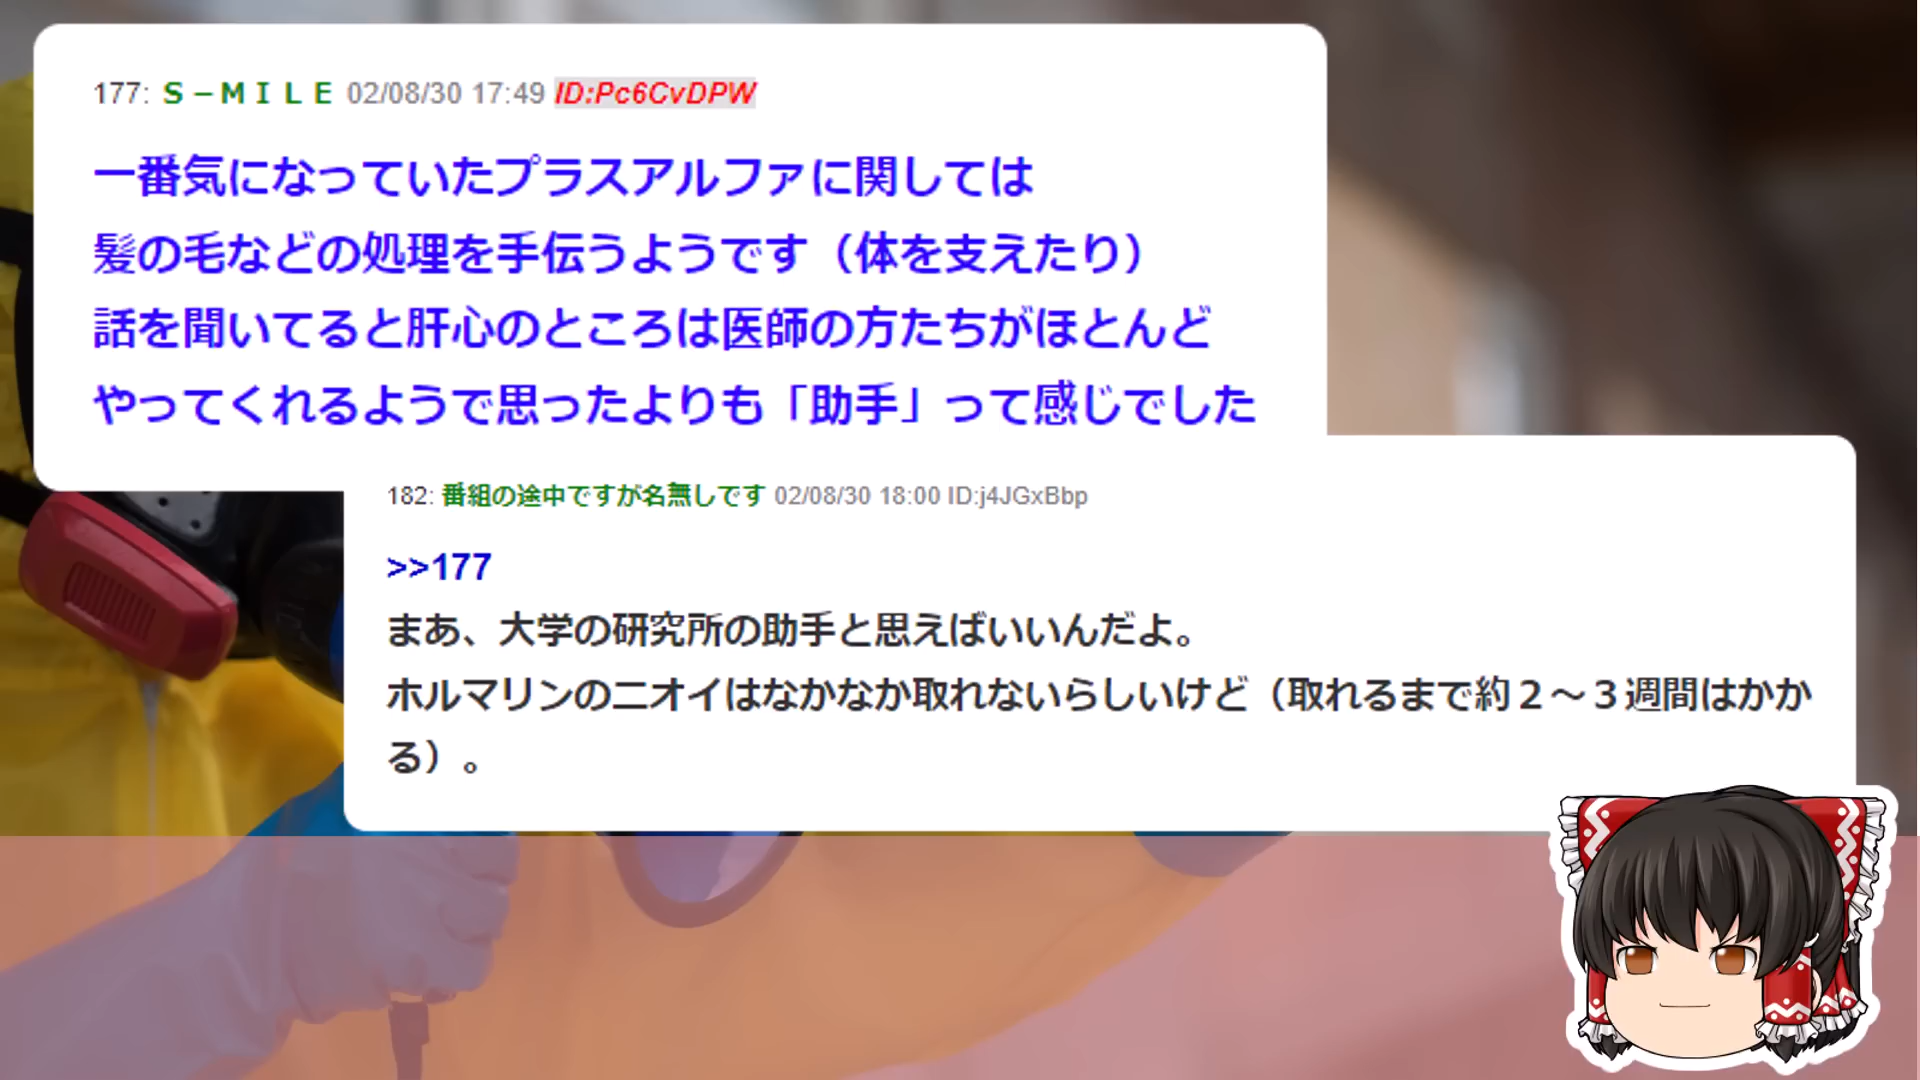 177: Ｓ－ＭＩＬＥ 02/08/30 17:49 ID:Pc6CvDPW
一番気になっていたプラスアルファに関しては
髪の毛などの処理を手伝うようです（体を支えたり）
話を聞いてると肝心のところは医師の方たちがほとんど
やってくれるようで思ったよりも「助手」って感じでした
182: 番組の途中ですが名無しです 02/08/30 18:00 ID:j4JGxBbp
>>177
まあ、大学の研究所の助手と思えばいいんだよ。
ホルマリンのニオイはなかなか取れないらしいけど（取れるまで約２～３週間はかか
る）。